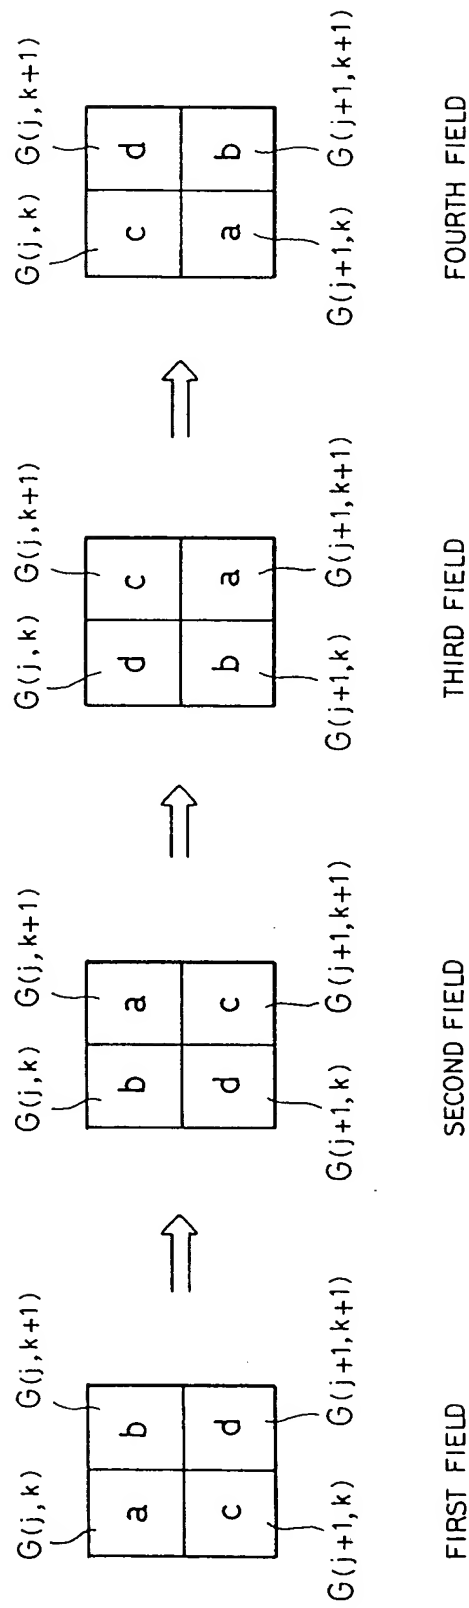 G(j,k) G(j,k+1)
a b
c d
G(j+1,k) G(j+1,k+1)
FIRST FIELD
G(j,k) G(j,k+1)
b a
d c
G(j+1,k) G(j+1,k+1)
SECOND FIELD
G(j,k) G(j,k+1)
d c
b a
G(j+1,k) G(j+1,k+1)
THIRD FIELD
G(j,k) G(j,k+1)
c d
a b
G(j+1,k) G(j+1,k+1)
FOURTH FIELD